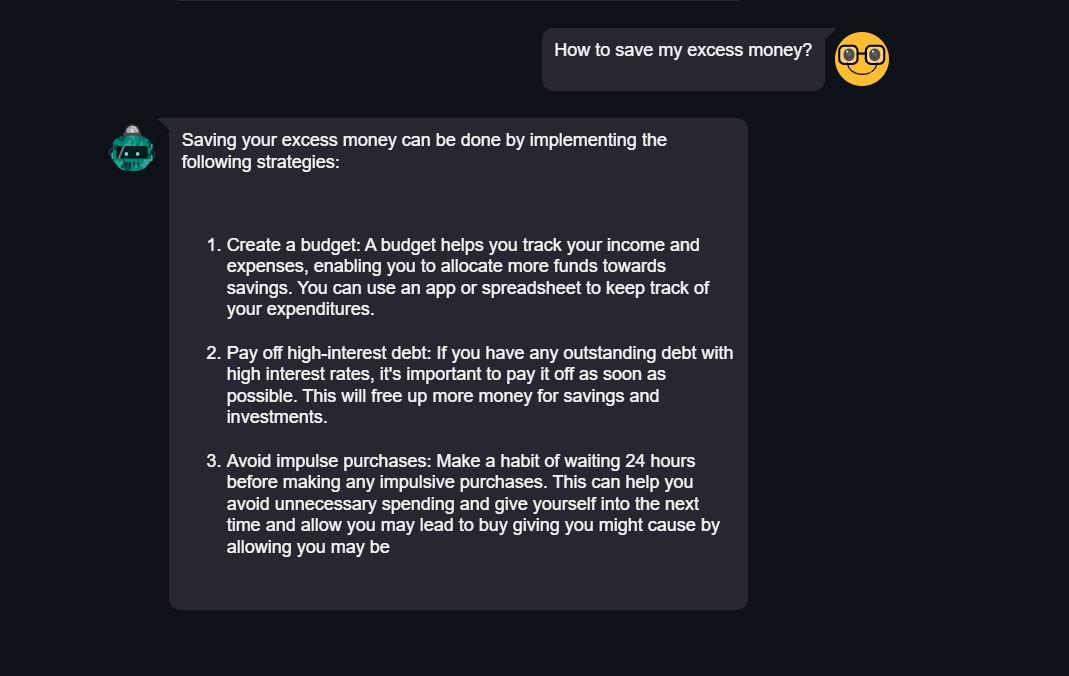 How to save my excess money?
Saving your excess money can be done by implementing the
following strategies:
1. Create a budget: A budget helps you track your income and
expenses, enabling you to allocate more funds towards
savings. You can use an app or spreadsheet to keep track of
your expenditures.
2. Pay off high-interest debt: If you have any outstanding debt with
high interest rates, it's important to pay it off as soon as
possible. This will free up more money for savings and
investments.
3. Avoid impulse purchases: Make a habit of waiting 24 hours
before making any impulsive purchases. This can help you
avoid unnecessary spending and give yourself into the next
time and allow you may lead to buy giving you might cause by
allowing you may be